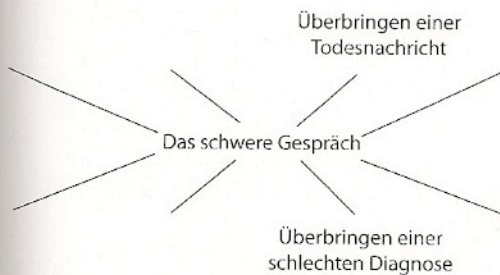 Überbringen einer
Todesnachricht
Das schwere Gespräch
Überbringen einer
schlechten Diagnose